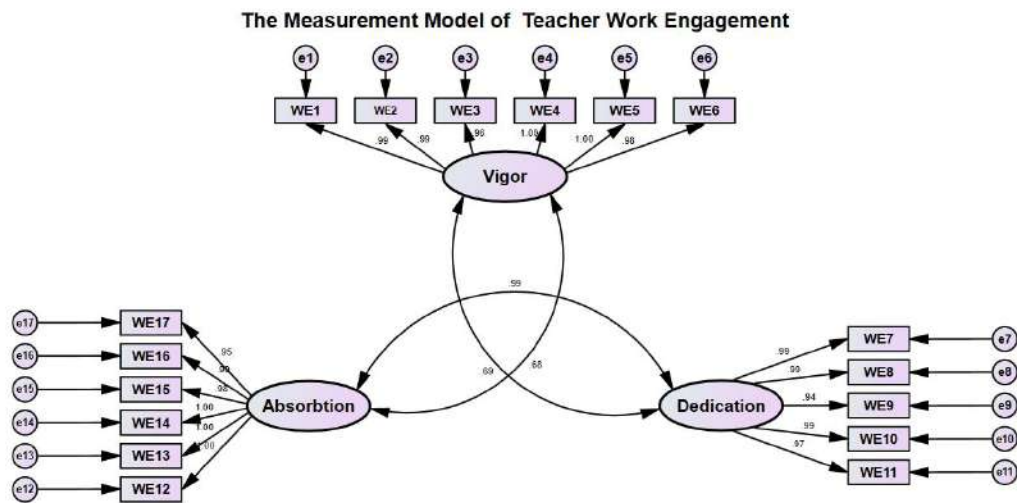 The Measurement Model of Teacher Work Engagement
e1 e2 e3 e4 e5 e6
WE1 WE2 WE3 WE4 WE5 WE6
.99 .99 .98 1.00 1.00 .98
Vigor
.99
e17 WE17
.95
e16 WE16
.99
e15 WE15
.98
e14 WE14
1.00
e13 WE13
1.00
e12 WE12
1.00
Absorbtion
.69 .68
Dedication
.99 WE7 e7
.99 WE8 e8
.94 WE9 e9
.99 WE10 e10
.97 WE11 e11